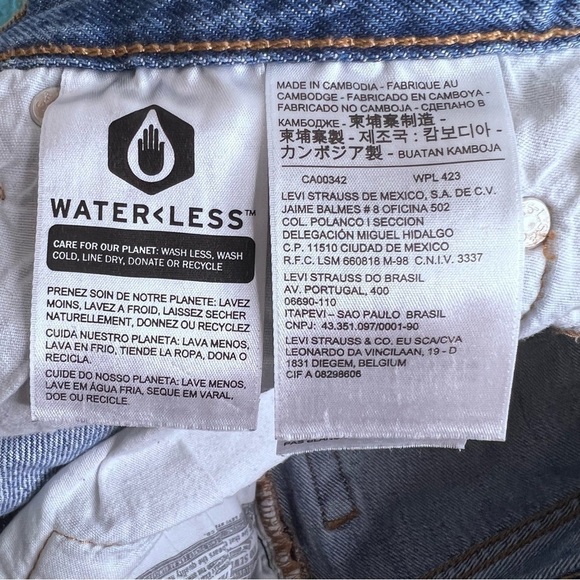 WATER<LESS™
CARE FOR OUR PLANET: WASH LESS, WASH
COLD, LINE DRY, DONATE OR RECYCLE
PRENEZ SOIN DE NOTRE PLANETE: LAVEZ
MOINS, LAVEZ A FROID, LAISSEZ SECHER
NATURELLEMENT, DONNEZ OU RECYCLEZ
CUIDA NUESTRO PLANETA: LAVA MENOS,
LAVA EN FRIO, TIENDE LA ROPA, DONA O
RECICLA.
CUIDE DO NOSSO PLANETA: LAVE MENOS,
LAVE EM ÁGUA FRIA, SEQUE EM VARAL,
DOE OU RECICLE.
MADE IN CAMBODIA - FABRIQUE AU
CAMBODGE - FABRICADO EN CAMBOYA -
FABRICADO NO CAMBOJA - СДЕЛАНО В
КАМБОДЖЕ - 東埔寨制造 -
柬埔寨製 - 제조국 : 캄보디아 -
カンボジア製 - BUATAN KAMBOJA
CA00342 WPL 423
LEVI STRAUSS DE MEXICO, S.A. DE C.V.
JAIME BALMES # 8 OFICINA 502
COL. POLANCO I SECCION
DELEGACIÓN MIGUEL HIDALGO
C.P. 11510 CIUDAD DE MEXICO
R.F.C. LSM 660818 M-98 C.N.I.V. 3337
LEVI STRAUSS DO BRASIL
AV. PORTUGAL, 400
06690-110
ITAPEVI – SAO PAULO BRASIL
CNPJ: 43.351.097/0001-90
LEVI STRAUSS & CO. EU SCA/CVA
LEONARDO DA VINCILAAN, 19 - D
1831 DIEGEM, BELGIUM
CIF A 08298606